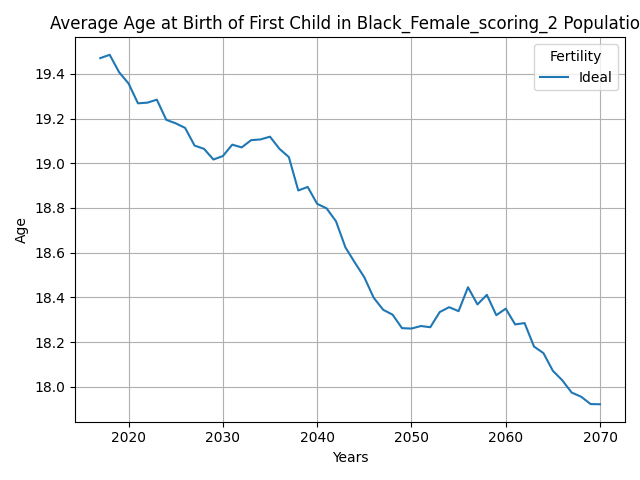 Average Age at Birth of First Child in Black_Female_scoring_2 Populatio
Fertility
Ideal
Age
19.4
19.2
19.0
18.8
18.6
18.4
18.2
18.0
2020 2030 2040 2050 2060 2070
Years